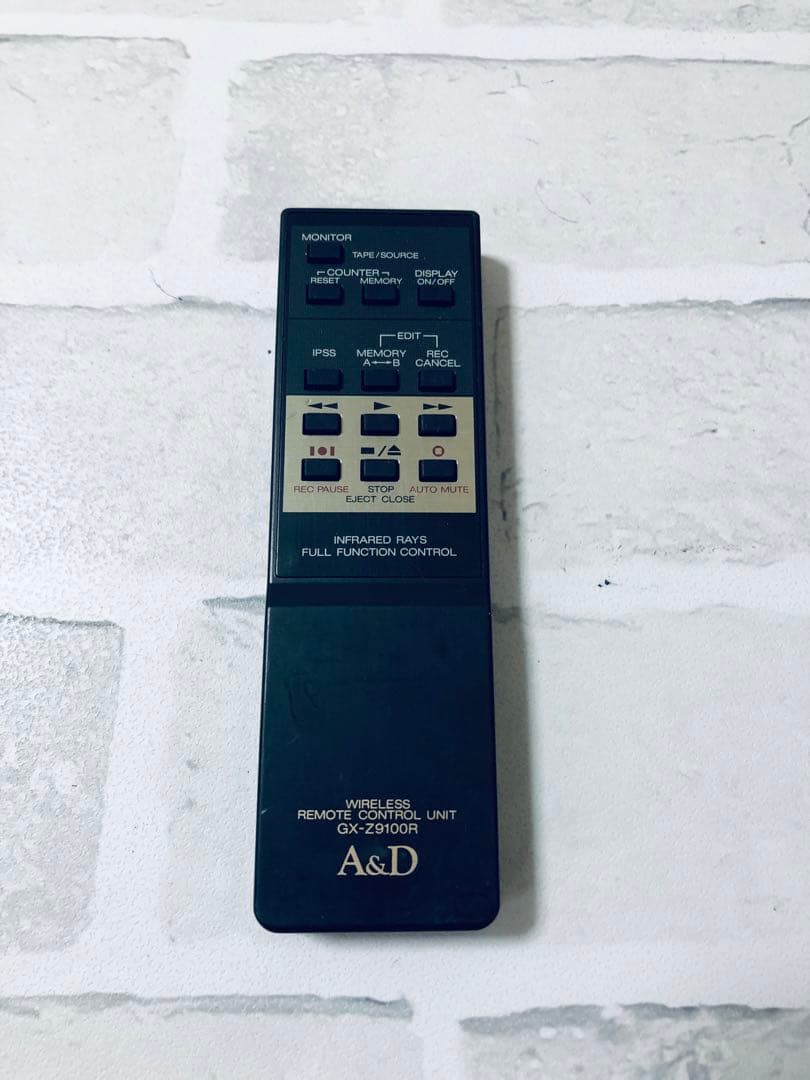 MONITOR
TAPE/SOURCE
COUNTER
DISPLAY
RESET MEMORY ON/OFF
EDIT
IPSS MEMORY REC
A↔B CANCEL
◀◀ ▶ ▶▶
■/▲
REC PAUSE STOP AUTO MUTE
EJECT CLOSE
INFRARED RAYS
FULL FUNCTION CONTROL
WIRELESS
REMOTE CONTROL UNIT
GX-Z9100R
A&D